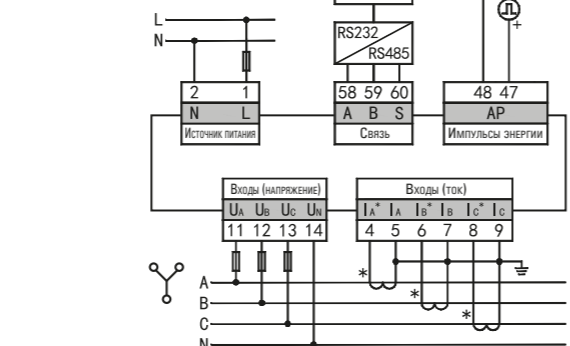 +
L
N
RS232
RS485
2 1
N L
Источник питания
58 59 60
A B S
Связь
48 47
AP
Импульсы энергии
Входы (напряжение)
UA UB UC UN
11 12 13 14
Входы (ток)
IA* IA IB* IB IC* IC
4 5 6 7 8 9
*
A
*
B
*
C
N